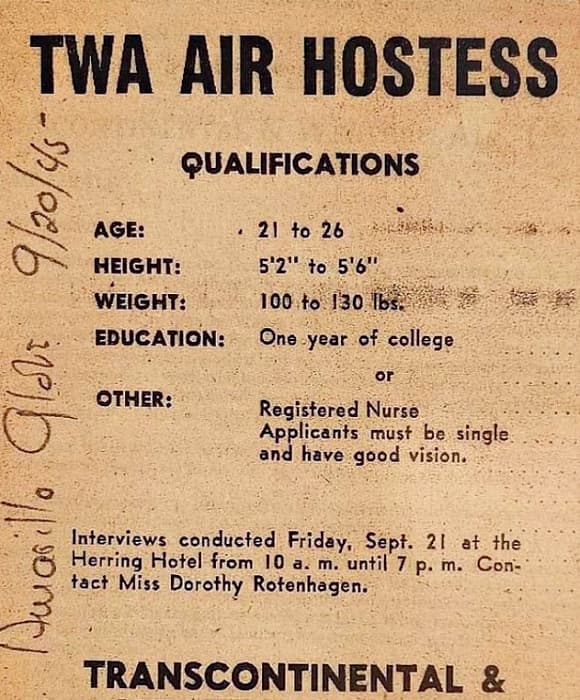 TWA AIR HOSTESS
QUALIFICATIONS
AGE: 21 to 26
HEIGHT: 5'2" to 5'6"
WEIGHT: 100 to 130 lbs.
EDUCATION: One year of college
or
OTHER: Registered Nurse
Applicants must be single
and have good vision.
Interviews conducted Friday, Sept. 21 at the
Herring Hotel from 10 a. m. until 7 p. m. Con-
tact Miss Dorothy Rotenhagen.
TRANSCONTINENTAL &
Amarillo Globe 9/20/45